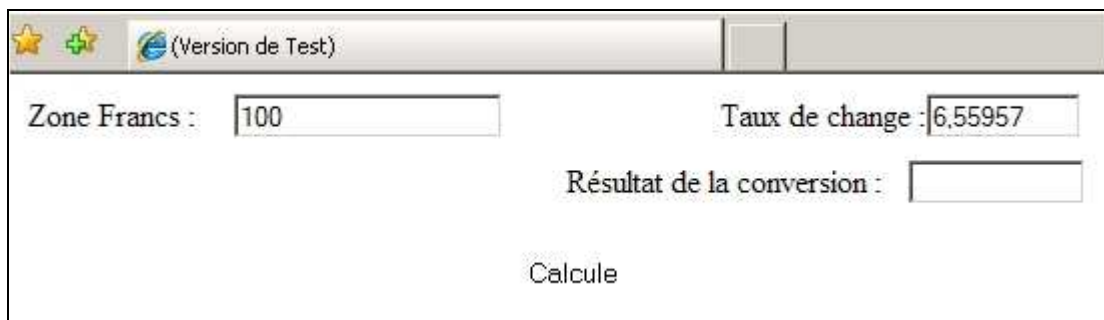 (Version de Test)
Zone Francs : 100 Taux de change : 6,55957
Résultat de la conversion :
Calcule